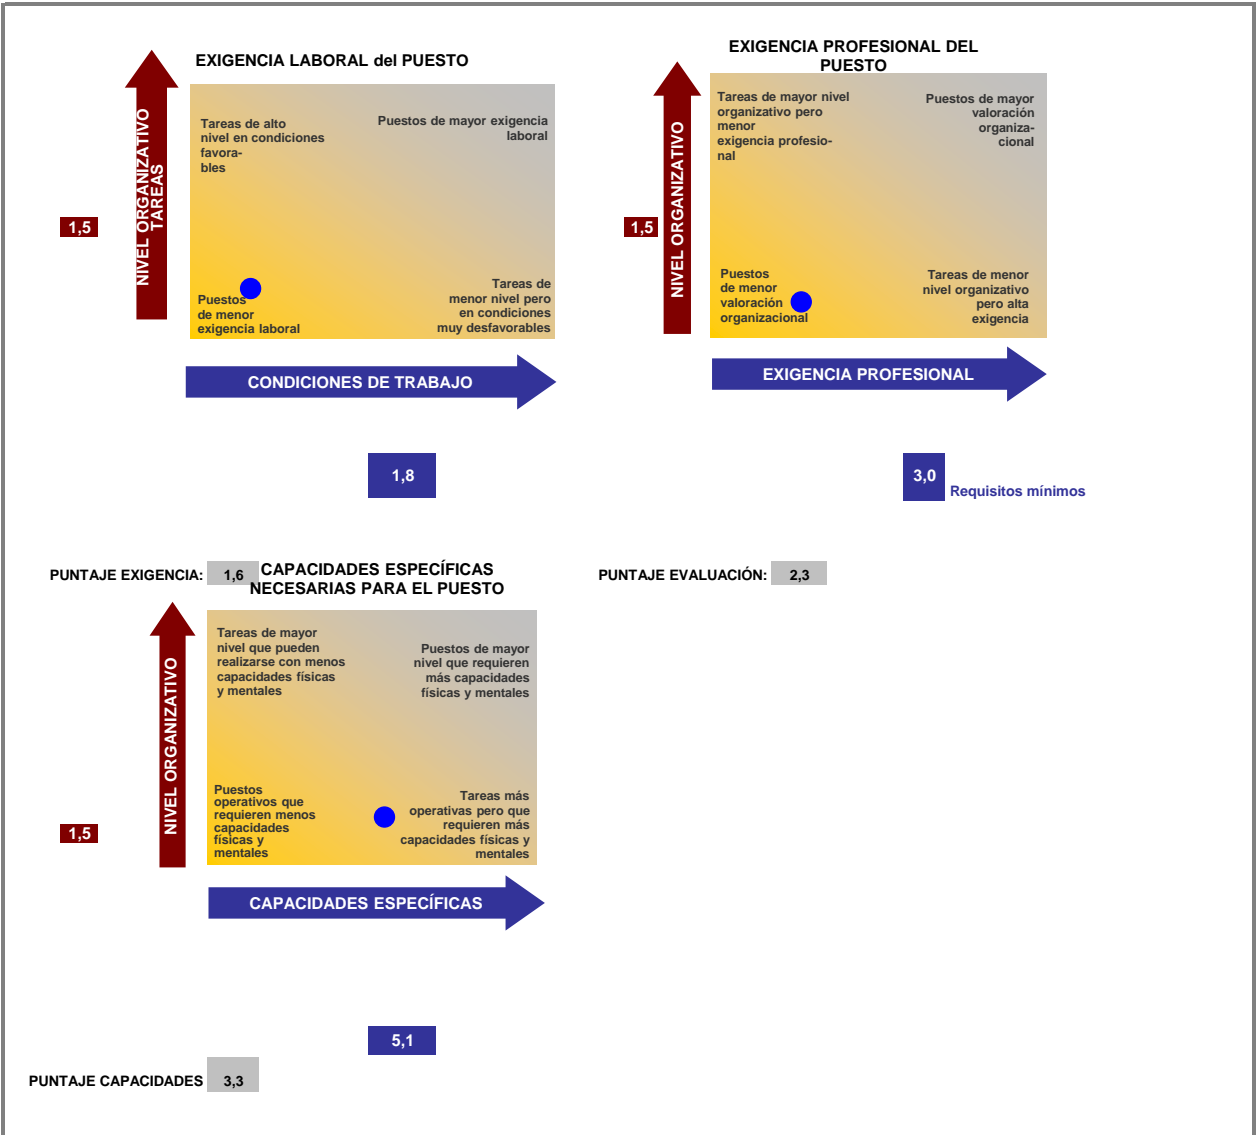 EXIGENCIA LABORAL del PUESTO
NIVEL ORGANIZATIVO
TAREAS
Tareas de alto
nivel en condiciones
favora-
bles
Puestos de mayor exigencia
laboral
1,5
Puestos
de menor
exigencia laboral
Tareas de
menor nivel pero
en condiciones
muy desfavorables
CONDICIONES DE TRABAJO
1,8
PUNTAJE EXIGENCIA: 1,6
EXIGENCIA PROFESIONAL DEL
PUESTO
NIVEL ORGANIZATIVO
Tareas de mayor nivel
organizativo pero
menor
exigencia profesio-
nal
Puestos de mayor
valoración
organiza-
cional
1,5
Puestos
de menor
valoración
organizacional
Tareas de menor
nivel organizativo
pero alta
exigencia
EXIGENCIA PROFESIONAL
3,0
Requisitos mínimos
PUNTAJE EVALUACIÓN: 2,3
CAPACIDADES ESPECÍFICAS
NECESARIAS PARA EL PUESTO
NIVEL ORGANIZATIVO
Tareas de mayor
nivel que pueden
realizarse con menos
capacidades físicas
y mentales
Puestos de mayor
nivel que requieren
más capacidades
físicas y mentales
1,5
Puestos
operativos que
requieren menos
capacidades
físicas y
mentales
Tareas más
operativas pero que
requieren más
capacidades físicas y
mentales
CAPACIDADES ESPECÍFICAS
5,1
PUNTAJE CAPACIDADES 3,3